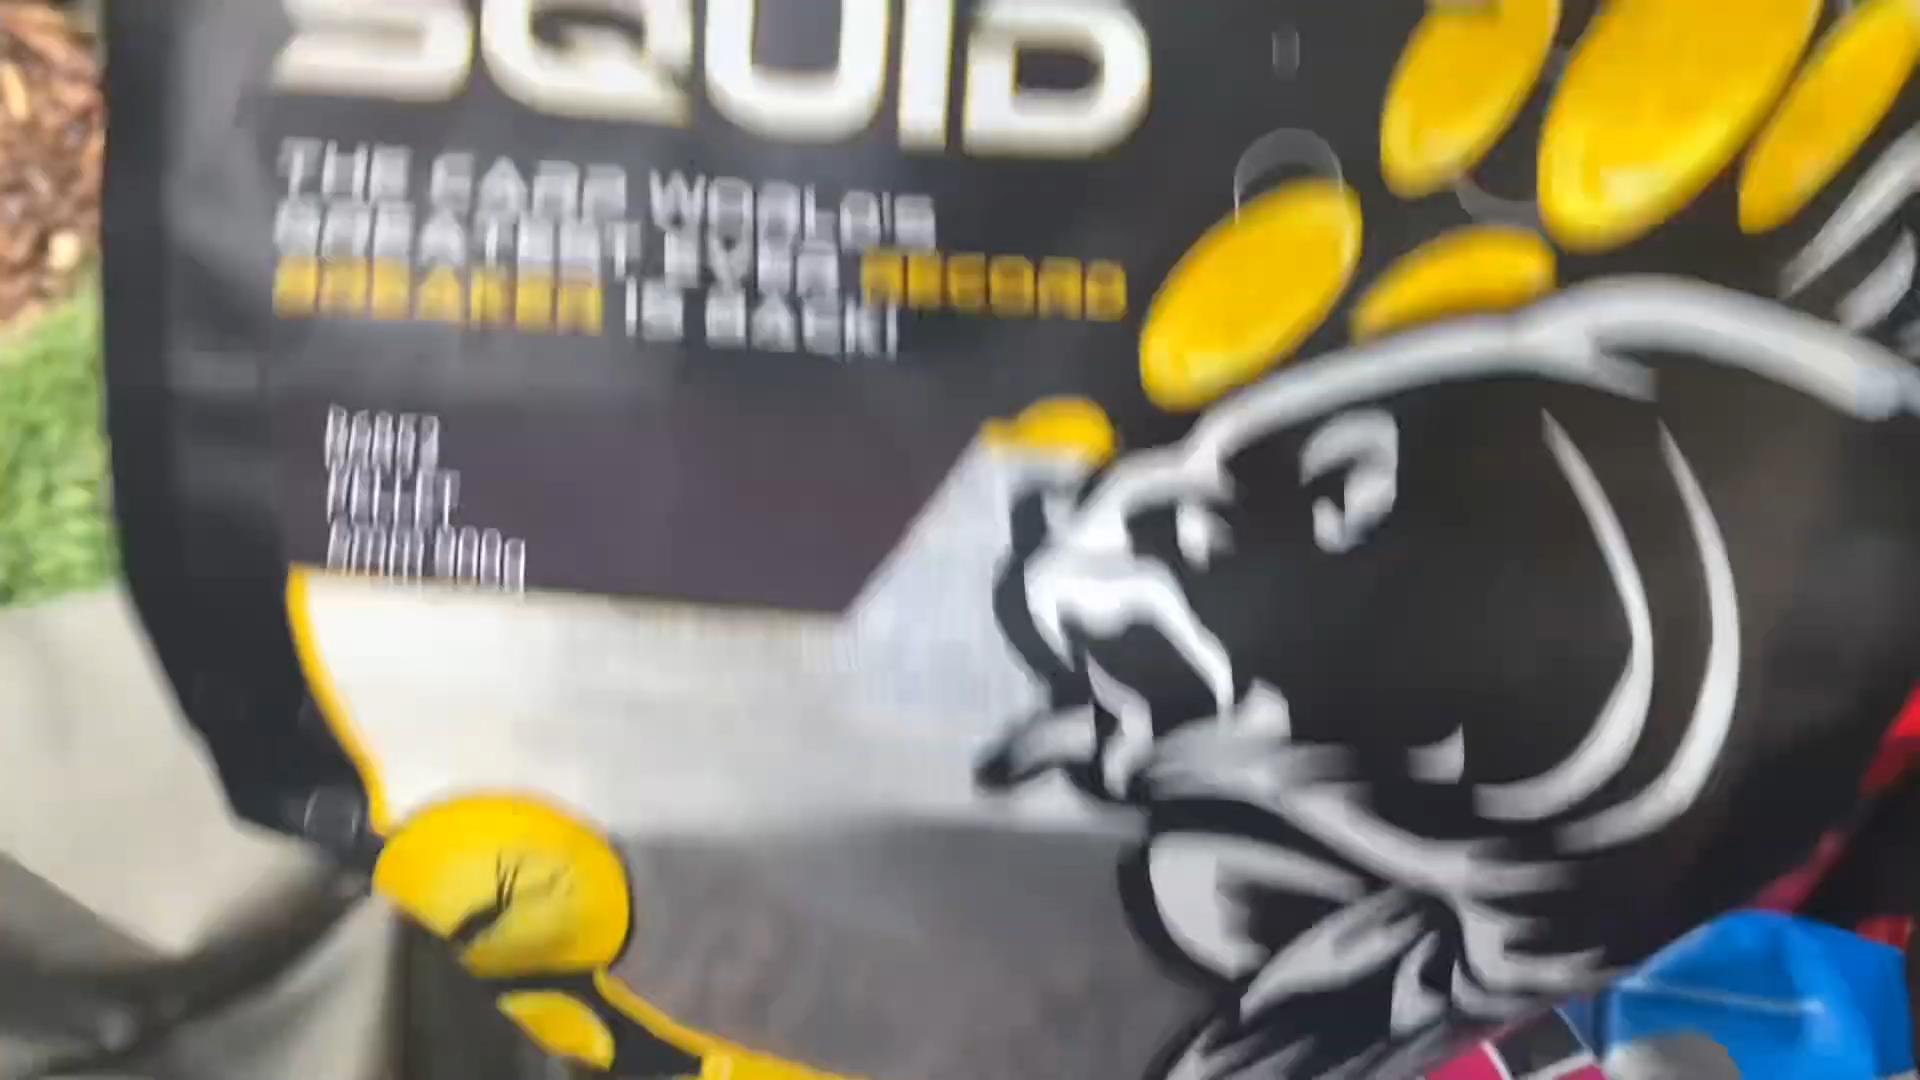 SQUID
THE CARP WORLD'S
GREATEST EVER RECORD
BREAKER IS BACK!